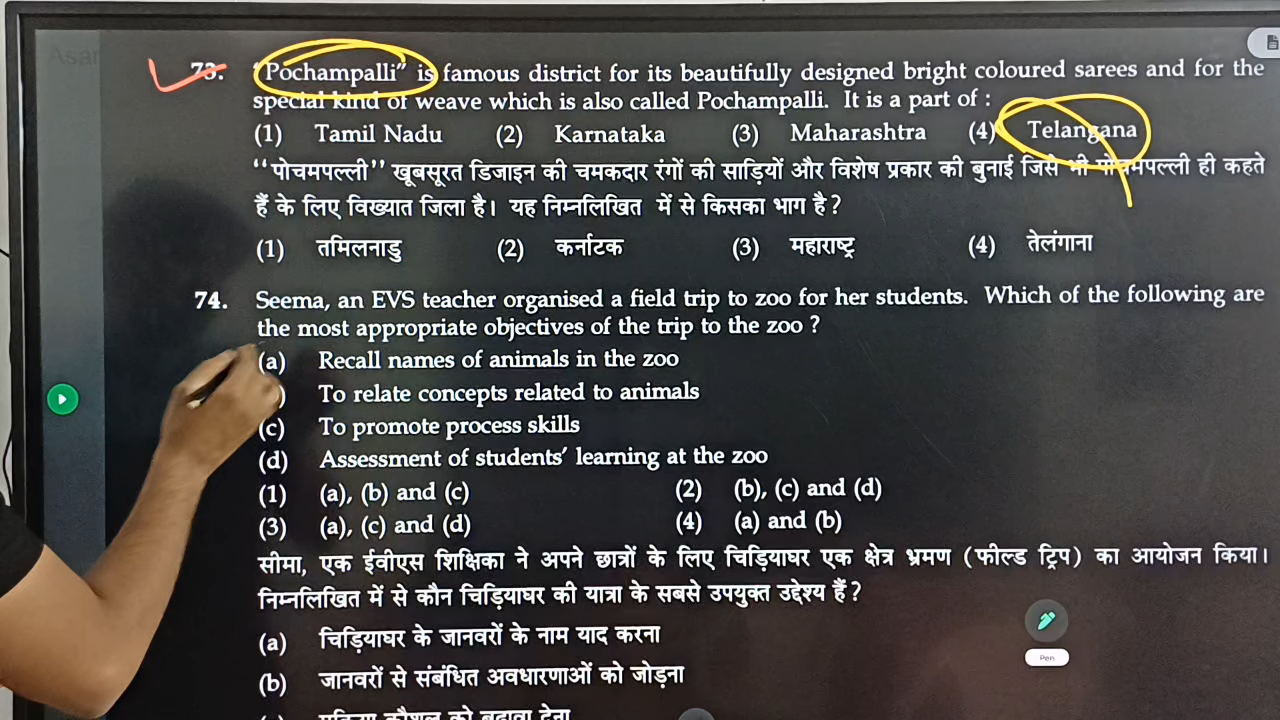 Asar
73. "Pochampalli" is famous district for its beautifully designed bright coloured sarees and for the
special kind of weave which is also called Pochampalli. It is a part of :
(1) Tamil Nadu (2) Karnataka (3) Maharashtra (4) Telangana
"पोचमपल्ली" खूबसूरत डिजाइन की चमकदार रंगों की साड़ियों और विशेष प्रकार की बुनाई जिसे भी पोचमपल्ली ही कहते
हैं के लिए विख्यात जिला है। यह निम्नलिखित में से किसका भाग है?
(1) तमिलनाडु (2) कर्नाटक (3) महाराष्ट्र (4) तेलंगाना
74. Seema, an EVS teacher organised a field trip to zoo for her students. Which of the following are
the most appropriate objectives of the trip to the zoo ?
(a) Recall names of animals in the zoo
) To relate concepts related to animals
(c) To promote process skills
(d) Assessment of students' learning at the zoo
(1) (a), (b) and (c) (2) (b), (c) and (d)
(3) (a), (c) and (d) (4) (a) and (b)
सीमा, एक ईवीएस शिक्षिका ने अपने छात्रों के लिए चिड़ियाघर एक क्षेत्र भ्रमण (फील्ड ट्रिप) का आयोजन किया।
निम्नलिखित में से कौन चिड़ियाघर की यात्रा के सबसे उपयुक्त उद्देश्य हैं?
(a) चिड़ियाघर के जानवरों के नाम याद करना
(b) जानवरों से संबंधित अवधारणाओं को जोड़ना
Pen